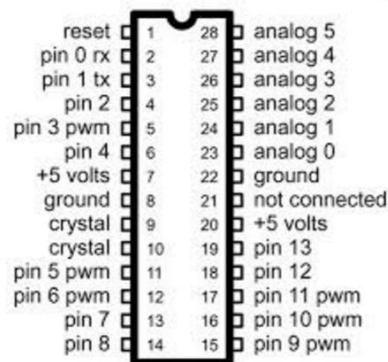 reset 1 28 analog 5
pin 0 rx 2 27 analog 4
pin 1 tx 3 26 analog 3
pin 2 4 25 analog 2
pin 3 pwm 5 24 analog 1
pin 4 6 23 analog 0
+5 volts 7 22 ground
ground 8 21 not connected
crystal 9 20 +5 volts
crystal 10 19 pin 13
pin 5 pwm 11 18 pin 12
pin 6 pwm 12 17 pin 11 pwm
pin 7 13 16 pin 10 pwm
pin 8 14 15 pin 9 pwm